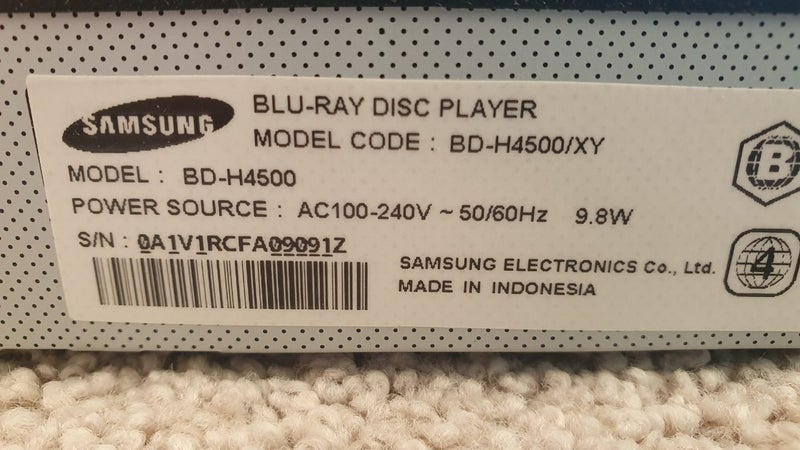 SAMSUNG
BLU-RAY DISC PLAYER
MODEL CODE : BD-H4500/XY
MODEL : BD-H4500
POWER SOURCE : AC100-240V ~ 50/60Hz 9.8W
S/N : 0A1V1RCFA09091Z
SAMSUNG ELECTRONICS Co., Ltd.
MADE IN INDONESIA
B
4